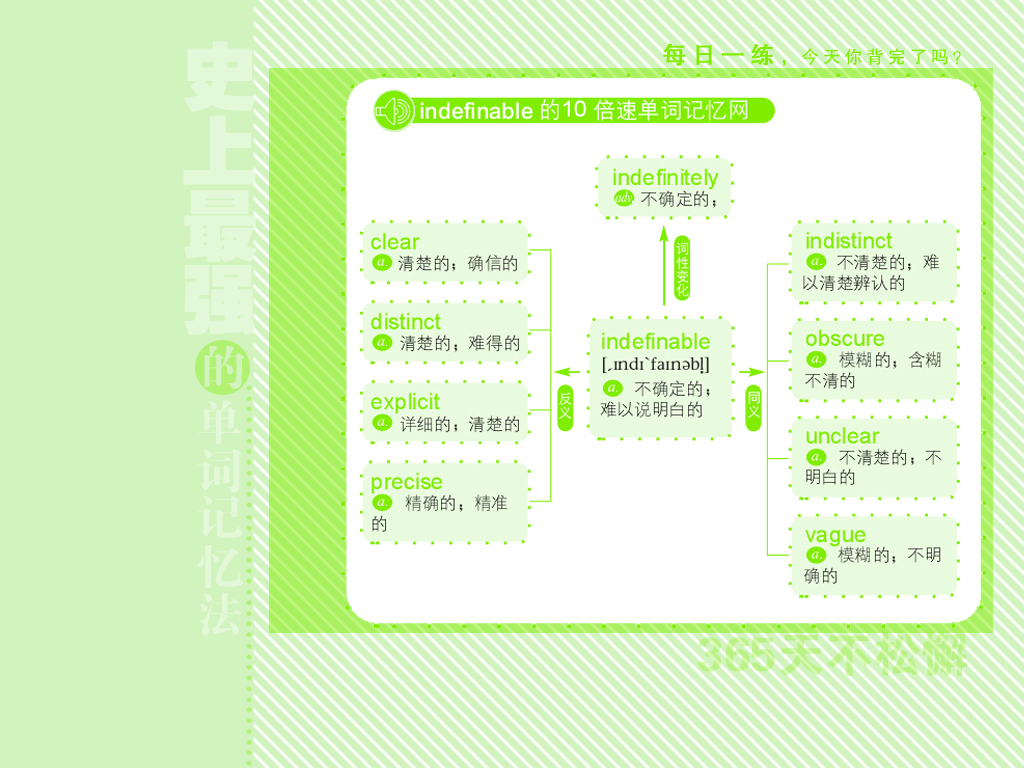 每日一练，今天你背完了吗?
史上最强的单词记忆法
indefinable 的10 倍速单词记忆网
indefinitely
adv. 不确定的；
词性变化
clear
a. 清楚的；确信的
distinct
a. 清楚的；难得的
explicit
a. 详细的；清楚的
precise
a. 精确的；精准
的
反义
indefinable
[ˏɪndɪˋfaɪnəbl̩]
a. 不确定的；
难以说明白的
同义
indistinct
a. 不清楚的；难
以清楚辨认的
obscure
a. 模糊的；含糊
不清的
unclear
a. 不清楚的；不
明白的
vague
a. 模糊的；不明
确的
365天不松懈